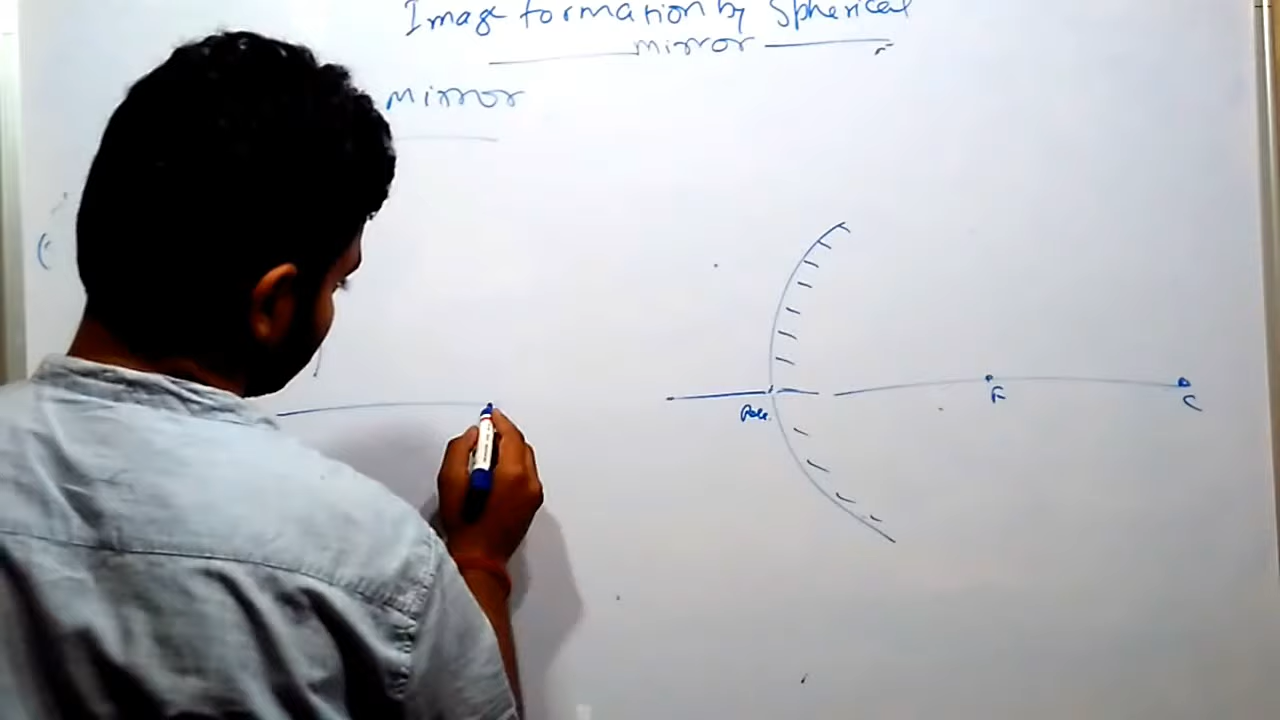 Image formation by Spherical
mirror
Mirror
Pole.
F
C